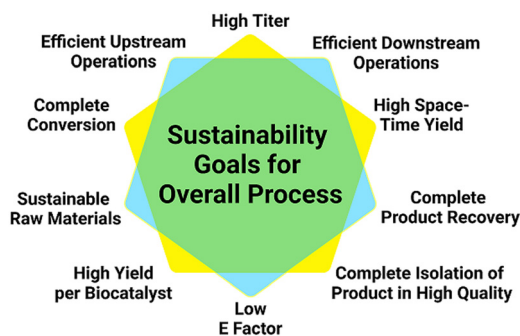 High Titer
Efficient Upstream
Operations
Efficient Downstream
Operations
Complete
Conversion
High Space-
Time Yield
Sustainability
Goals for
Overall Process
Sustainable
Raw Materials
Complete
Product Recovery
High Yield
per Biocatalyst
Complete Isolation of
Product in High Quality
Low
E Factor